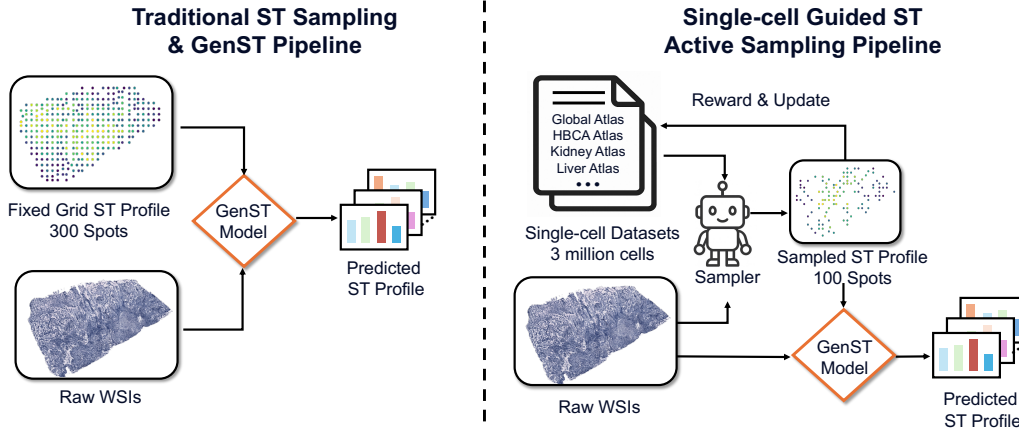 Traditional ST Sampling
& GenST Pipeline
Fixed Grid ST Profile
300 Spots
GenST
Model
Predicted
ST Profile
Raw WSIs
Single-cell Guided ST
Active Sampling Pipeline
Reward & Update
Global Atlas
HBCA Atlas
Kidney Atlas
Liver Atlas
•••
Single-cell Datasets
3 million cells
Sampler
Sampled ST Profile
100 Spots
GenST
Model
Raw WSIs
Predicted
ST Profile